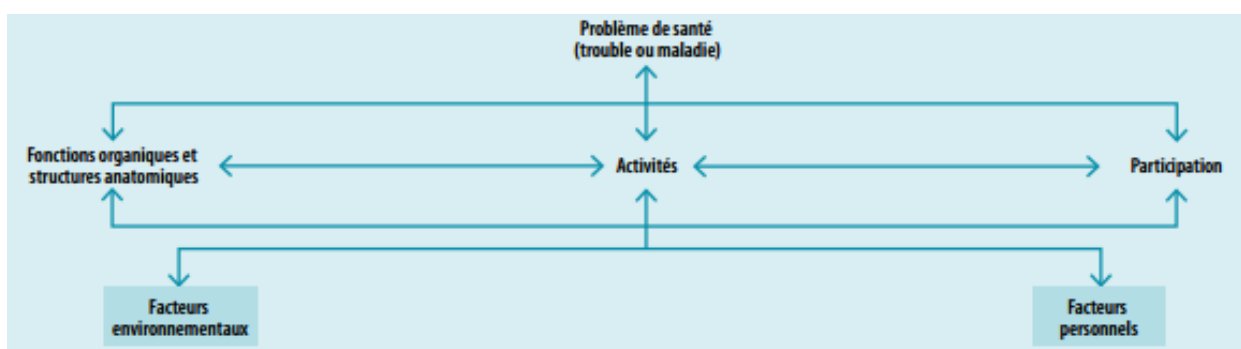 Problème de santé
(trouble ou maladie)
Fonctions organiques et
structures anatomiques
Activités
Participation
Facteurs
environnementaux
Facteurs
personnels